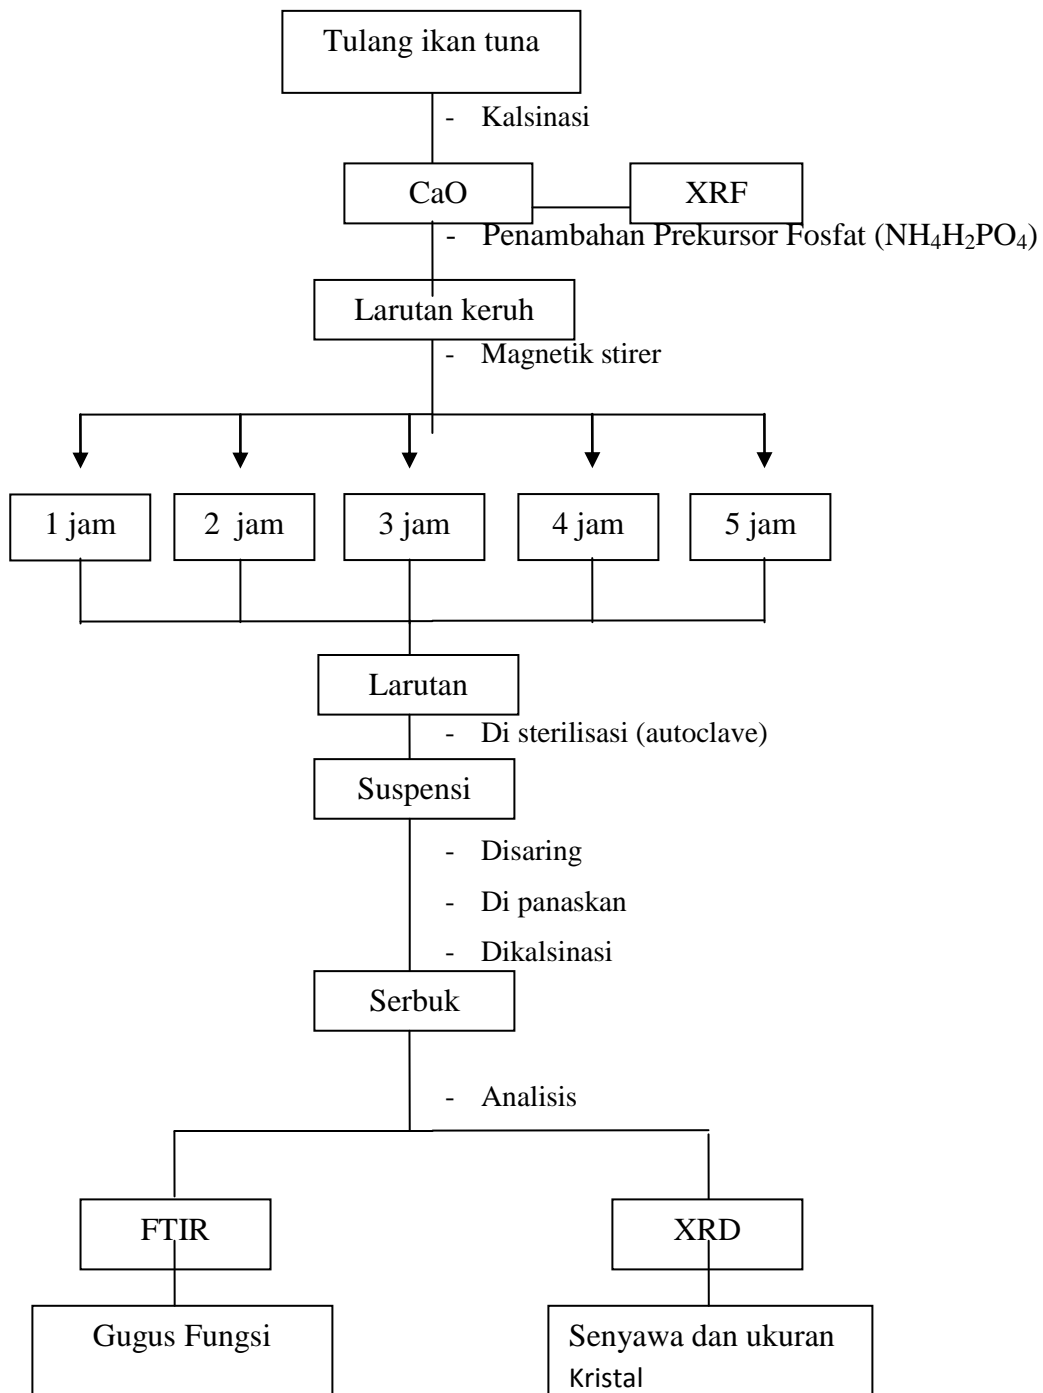 Tulang ikan tuna
- Kalsinasi
CaO
XRF
- Penambahan Prekursor Fosfat (NH₄H₂PO₄)
Larutan keruh
- Magnetik stirer
1 jam
2 jam
3 jam
4 jam
5 jam
Larutan
- Di sterilisasi (autoclave)
Suspensi
- Disaring
- Di panaskan
- Dikalsinasi
Serbuk
- Analisis
FTIR
XRD
Gugus Fungsi
Senyawa dan ukuran
Kristal